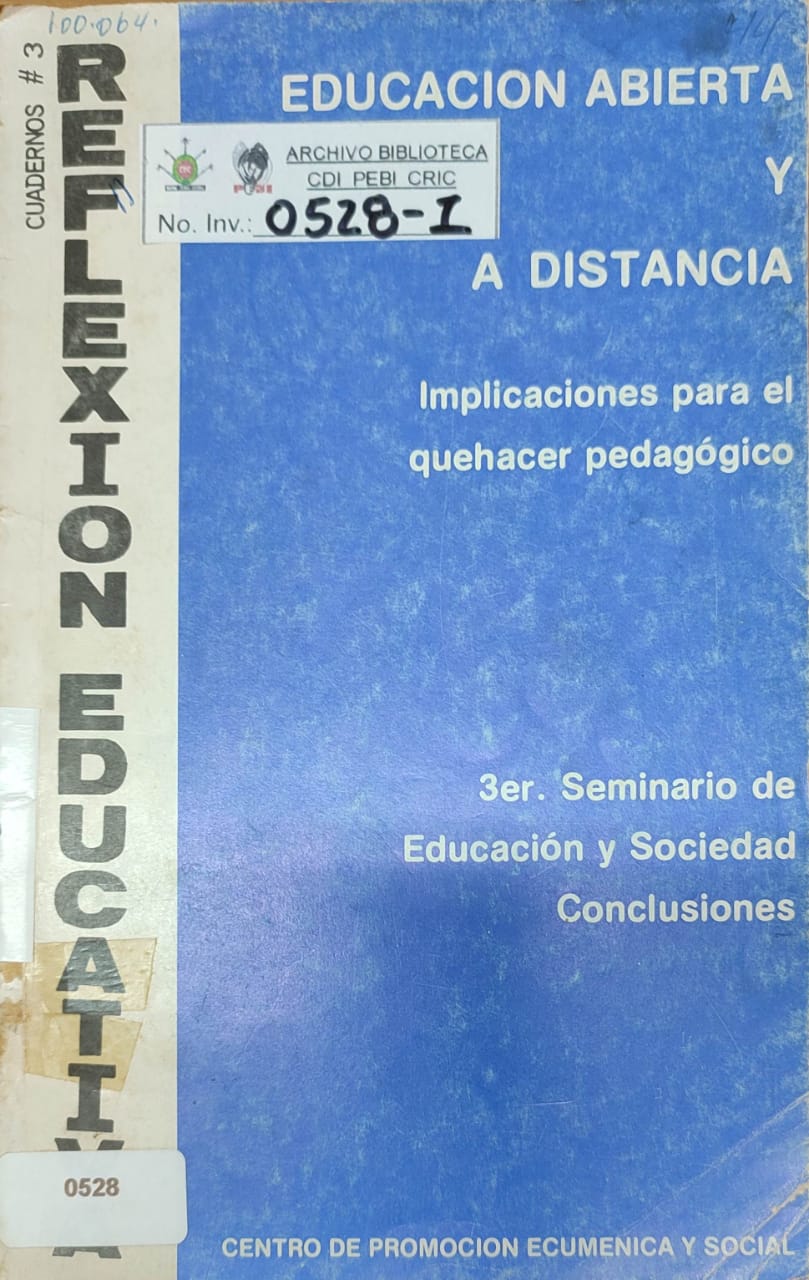 100.064.
CUADERNOS # 3
REFLEXION EDUCATIVA
EDUCACION ABIERTA
Y
A DISTANCIA
ARCHIVO BIBLIOTECA
CDI PEBI CRIC
No. Inv.: 0528-I
Implicaciones para el
quehacer pedagógico
3er. Seminario de
Educación y Sociedad
Conclusiones
0528
CENTRO DE PROMOCION ECUMENICA Y SOCIAL